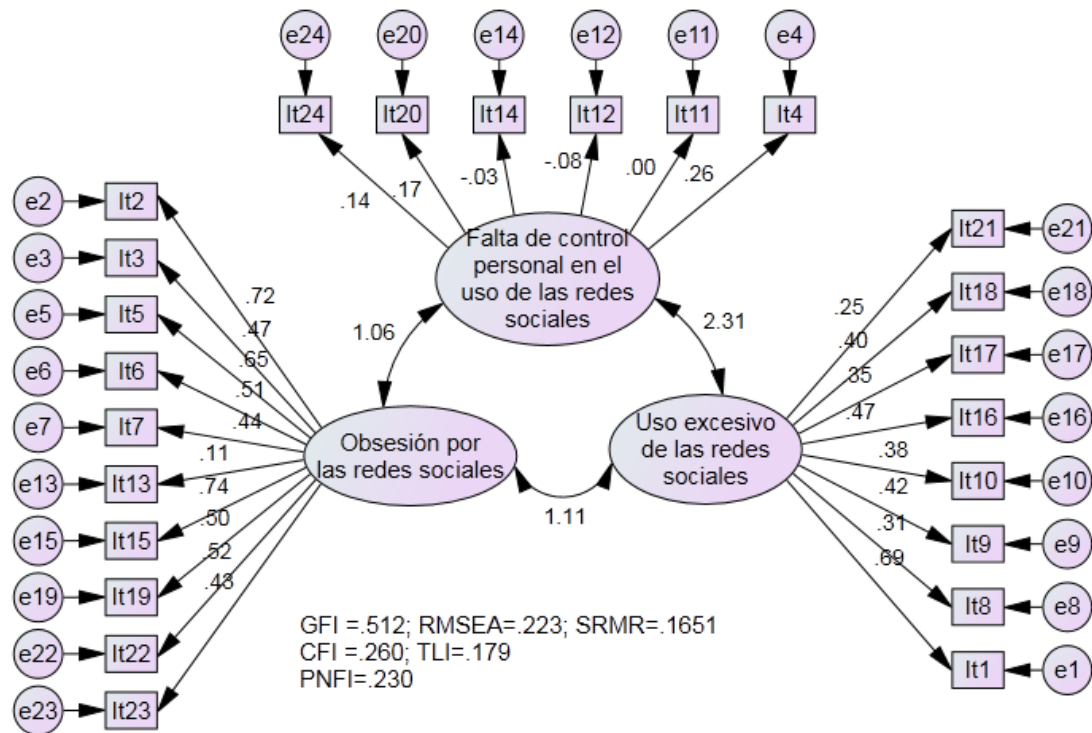 e24 e20 e14 e12 e11 e4
It24 It20 It14 It12 It11 It4
.14 .17 -.03 -.08 .00 .26
Falta de control
personal en el
uso de las redes
sociales
e2 It2
e3 It3
e5 It5
e6 It6
e7 It7
e13 It13
e15 It15
e19 It19
e22 It22
e23 It23
.72
.47
.65
.51
.44
.11
.74
.50
.52
.43
Obsesión por
las redes sociales
1.06
2.31
1.11
Uso excesivo
de las redes
sociales
.25
.40
.35
.47
.38
.42
.31
.69
It21 e21
It18 e18
It17 e17
It16 e16
It10 e10
It9 e9
It8 e8
It1 e1
GFI =.512; RMSEA=.223; SRMR=.1651
CFI =.260; TLI=.179
PNFI=.230